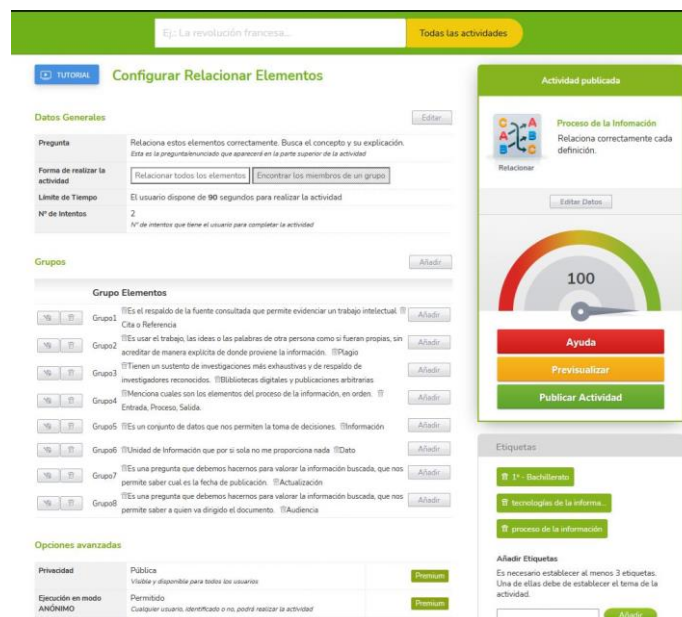 Ej.: La revolución francesa...
Todas las actividades
TUTORIAL
Configurar Relacionar Elementos
Datos Generales
Editar
Pregunta
Relaciona estos elementos correctamente. Busca el concepto y su explicación.
Esta es la pregunta/enunciado que aparecerá en la parte superior de la actividad
Forma de realizar la
actividad
Relacionar todos los elementos
Encontrar los miembros de un grupo
Límite de Tiempo
El usuario dispone de 90 segundos para realizar la actividad
Nº de Intentos
2
Nº de intentos que tiene el usuario para completar la actividad
Grupos
Añadir
Grupo Elementos
Grupo1
Es el respaldo de la fuente consultada que permite evidenciar un trabajo intelectual.
Cita o Referencia
Añadir
Grupo2
Es usar el trabajo, las ideas o las palabras de otra persona como si fueran propias, sin
acreditar de manera explícita de donde proviene la información. Plagio
Añadir
Grupo3
Tienen un sustento de investigaciones más exhaustivas y de respaldo de
investigadores reconocidos. Bliblotecas digitales y publicaciones arbitrarias
Añadir
Grupo4
Menciona cuales son los elementos del proceso de la información, en orden.
Entrada, Proceso, Salida.
Añadir
Grupo5 Es un conjunto de datos que nos permiten la toma de decisiones. Información
Añadir
Grupo6 Unidad de Información que por si sola no me proporciona nada Dato
Añadir
Grupo7
Es una pregunta que debemos hacernos para valorar la información buscada, que nos
permite saber cual es la fecha de publicación. Actualización
Añadir
Grupo8
Es una pregunta que debemos hacernos para valorar la información buscada, que nos
permite saber a quien va dirigido el documento. Audiencia
Añadir
Opciones avanzadas
Privacidad
Pública
Visible y disponible para todos los usuarios
Premium
Ejecución en modo
ANÓNIMO
Permitido
Cualquier usuario, identificado o no, podrá realizar la actividad
Premium
Actividad publicada
C A
A B
B C
Relacionar
Proceso de la Infomación
Relaciona correctamente cada
definición.
Editar Datos
100
Ayuda
Previsualizar
Publicar Actividad
Etiquetas
1º - Bachillerato
tecnologías de la informa...
proceso de la información
Añadir Etiquetas
Es necesario establecer al menos 3 etiquetas.
Una de ellas debe de establecer el tema de la
actividad.
Añadir